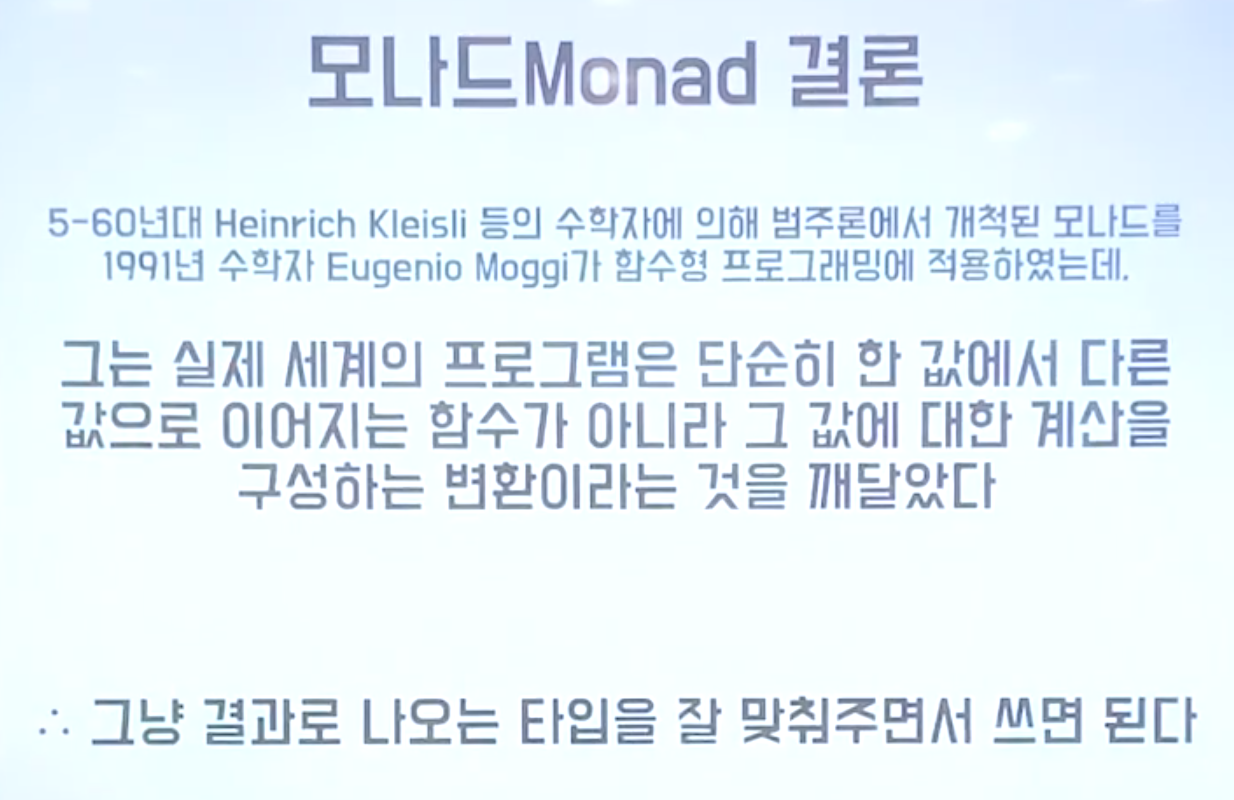 모나드Monad 결론
5-60년대 Heinrich Kleisli 등의 수학자에 의해 범주론에서 개척된 모나드를
1991년 수학자 Eugenio Moggi가 함수형 프로그래밍에 적용하였는데.
그는 실제 세계의 프로그램은 단순히 한 값에서 다른
값으로 이어지는 함수가 아니라 그 값에 대한 계산을
구성하는 변환이라는 것을 깨달았다
∴ 그냥 결과로 나오는 타입을 잘 맞춰주면서 쓰면 된다